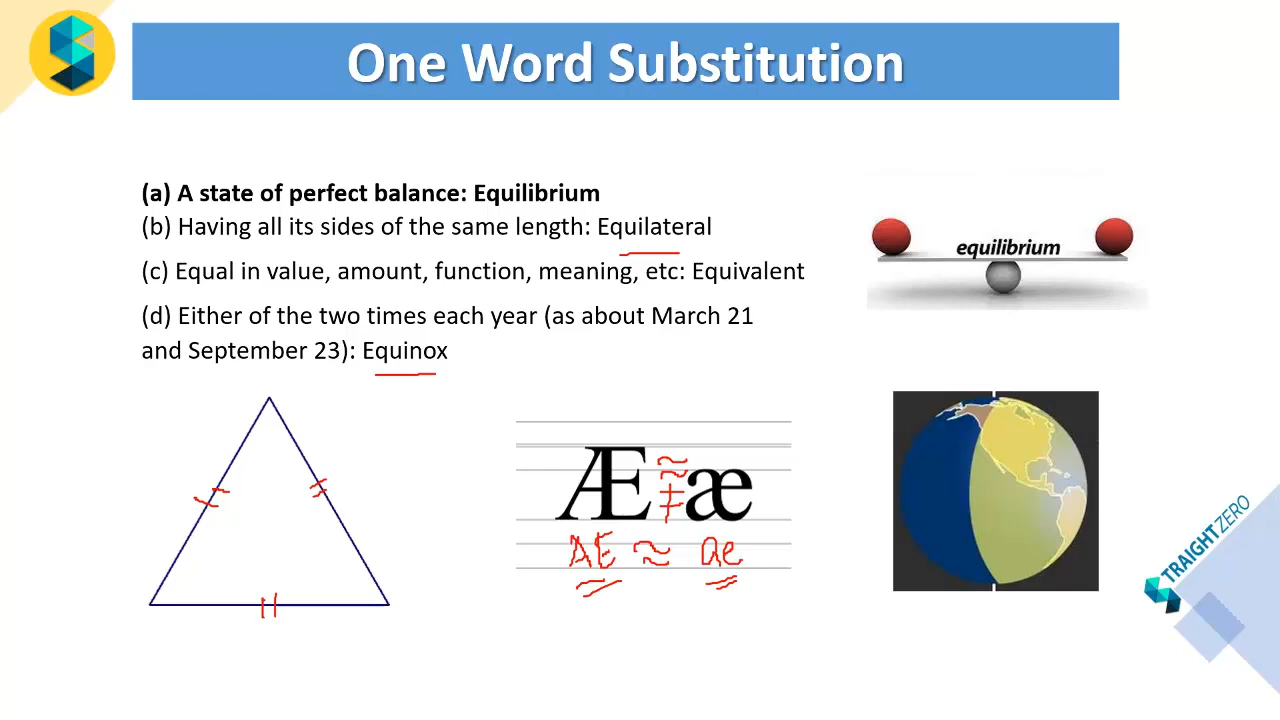 One Word Substitution
(a) A state of perfect balance: Equilibrium
(b) Having all its sides of the same length: Equilateral
(c) Equal in value, amount, function, meaning, etc: Equivalent
(d) Either of the two times each year (as about March 21
and September 23): Equinox
equilibrium
Æ ≈ ≠ æ
AE ≈ ae
TRAIGHTZERO